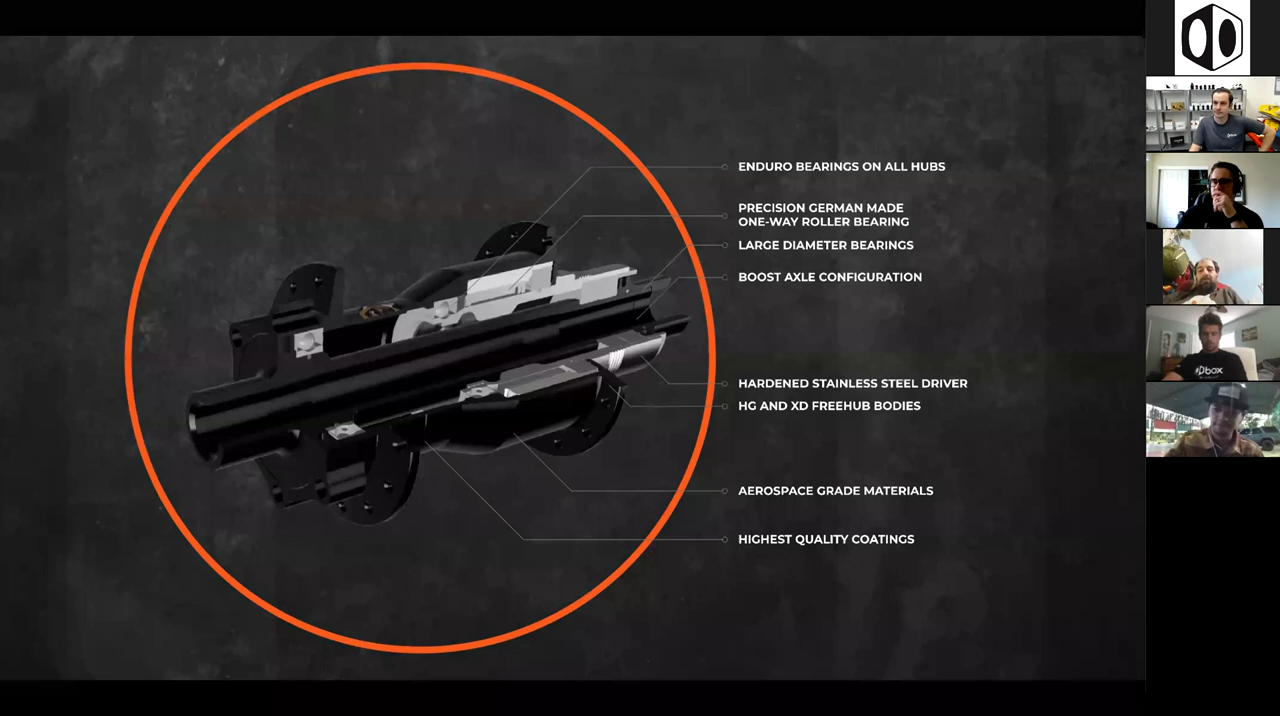 ENDURO BEARINGS ON ALL HUBS
PRECISION GERMAN MADE
ONE-WAY ROLLER BEARING
LARGE DIAMETER BEARINGS
BOOST AXLE CONFIGURATION
HARDENED STAINLESS STEEL DRIVER
HG AND XD FREEHUB BODIES
AEROSPACE GRADE MATERIALS
HIGHEST QUALITY COATINGS